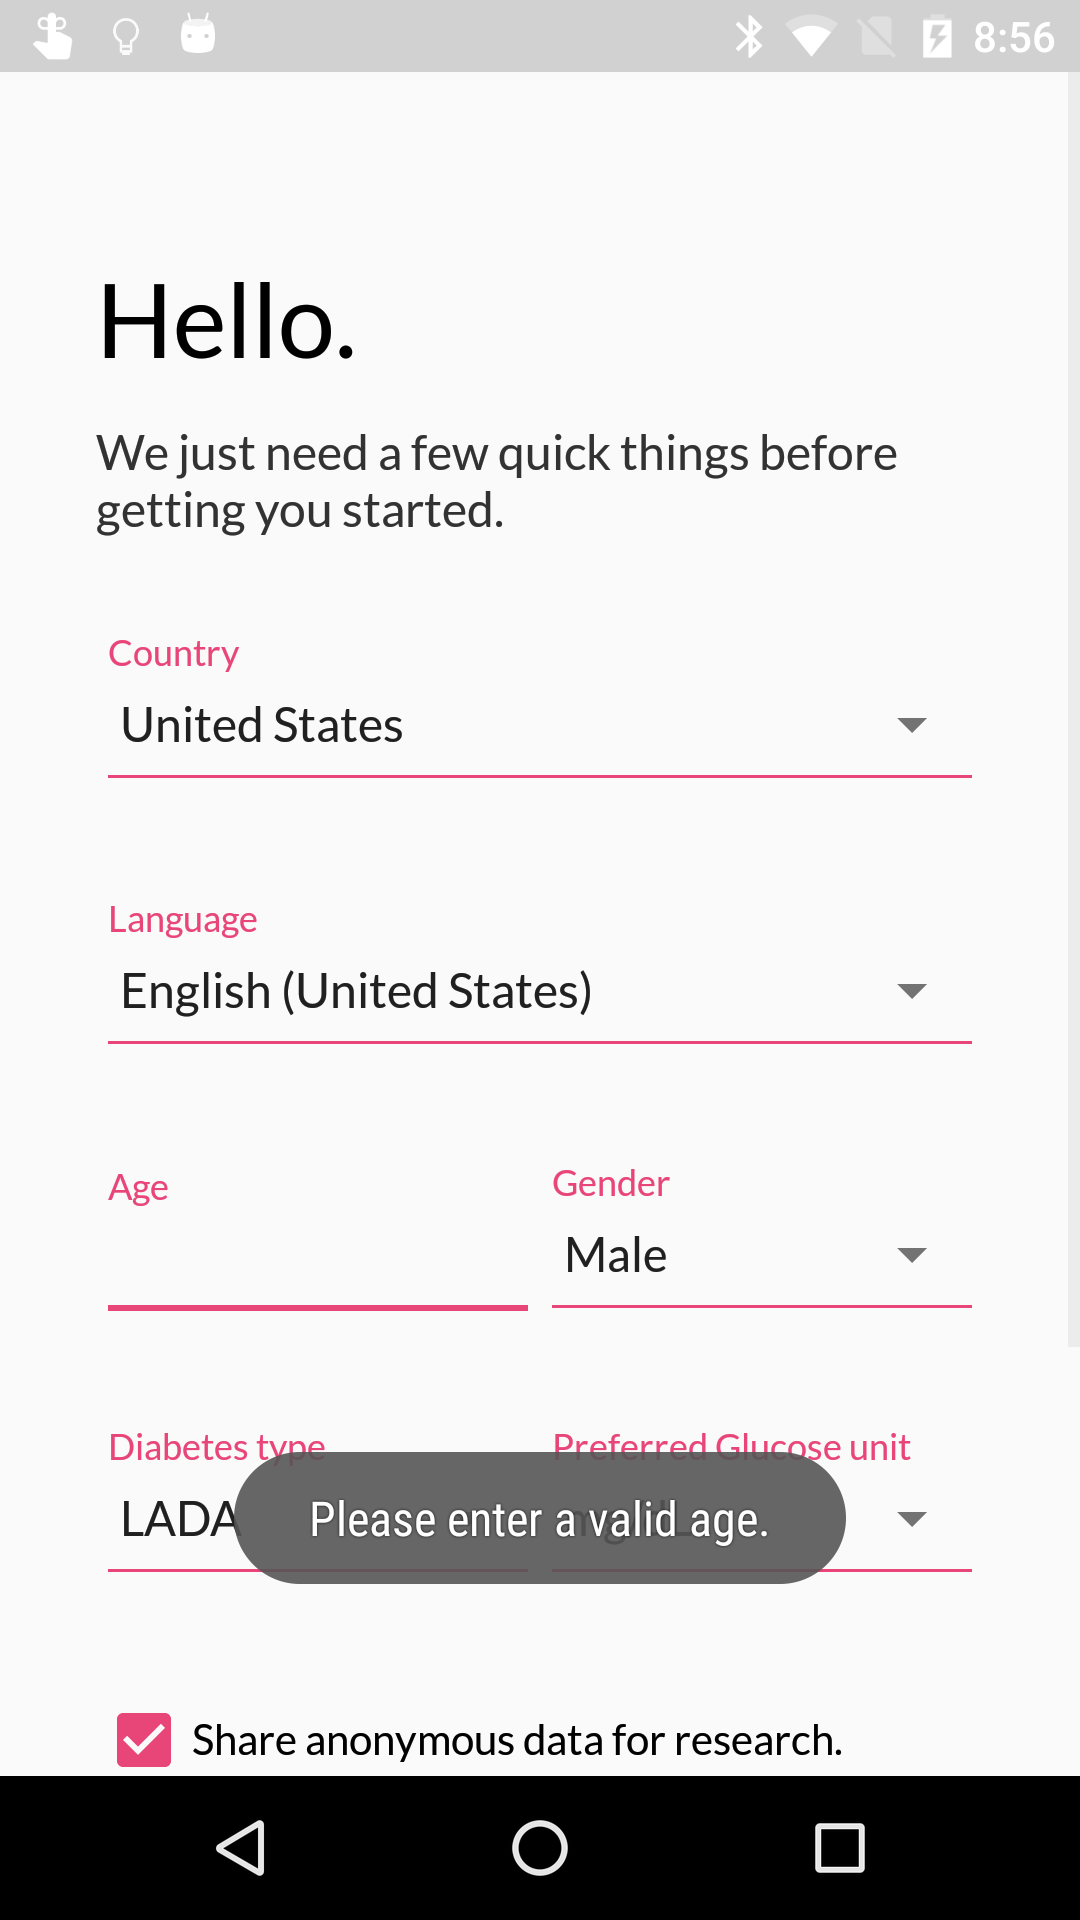 8:56
Hello.
We just need a few quick things before
getting you started.
Country
United States
Language
English (United States)
Age
Gender
Male
Diabetes type
Preferred Glucose unit
LADA
Please enter a valid age.
Share anonymous data for research.